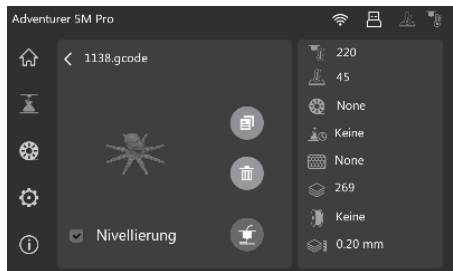 Adventurer 5M Pro
1138.gcode
Nivellierung
220
45
None
Keine
None
269
Keine
0.20 mm